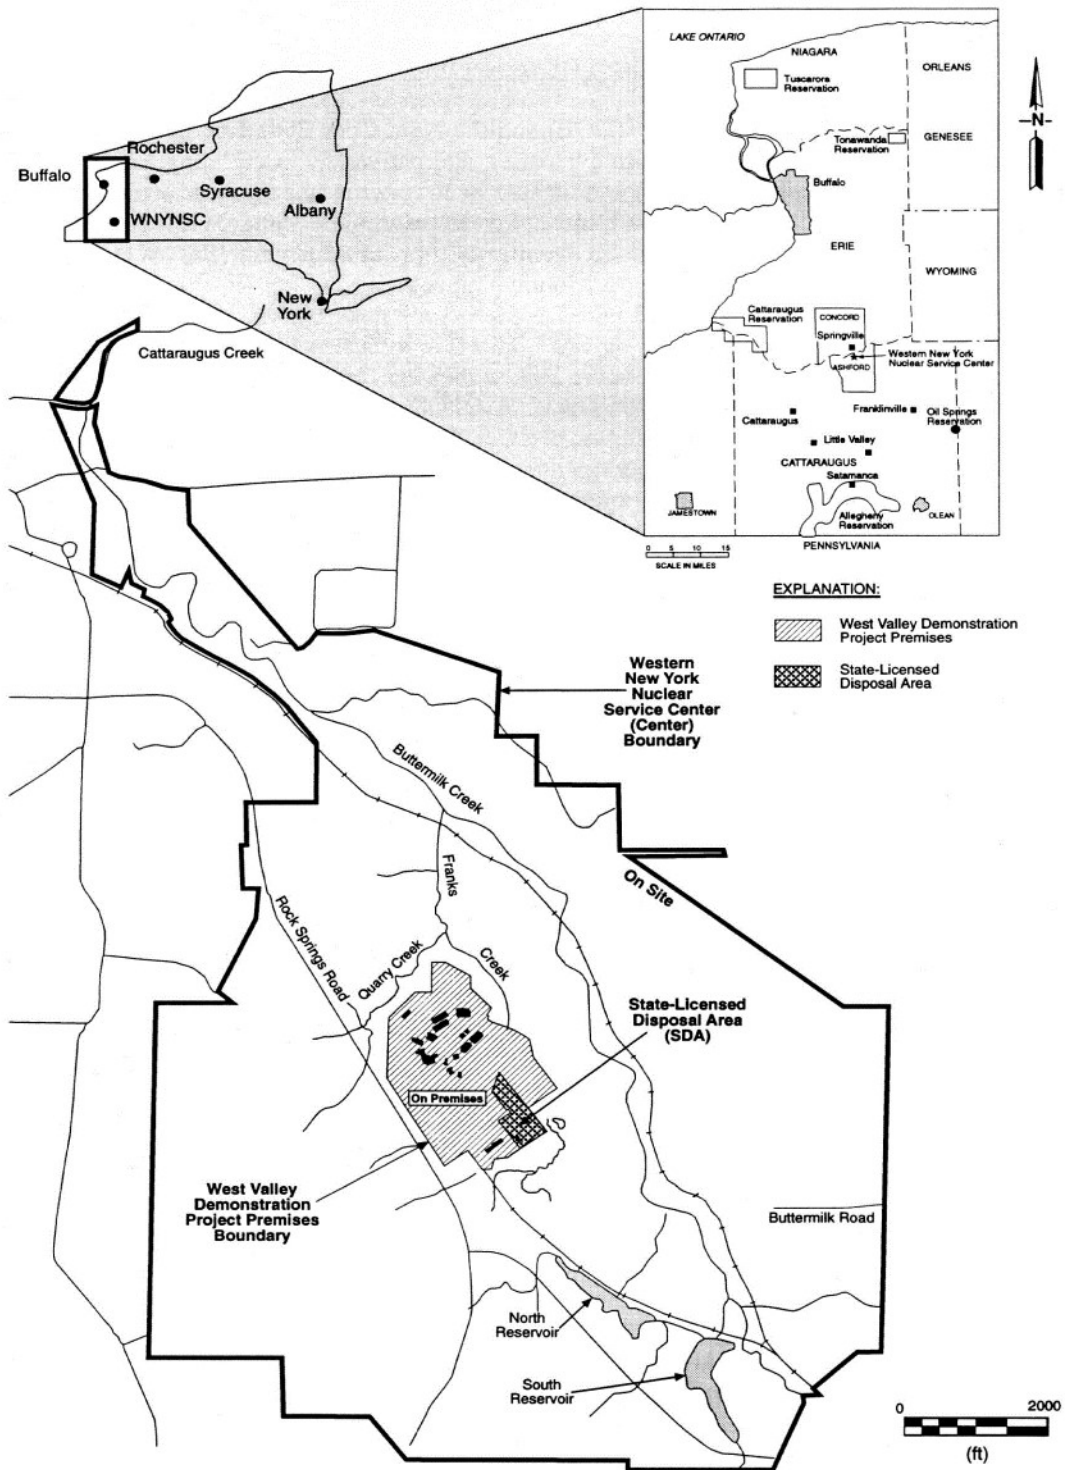 LAKE ONTARIO
NIAGARA
Tuscarora
Reservation
ORLEANS
GENESEE
Tonawanda
Reservation
Buffalo
ERIE
WYOMING
Cattaraugus
Reservation
CONCORD
Springville
Western New York
Nuclear Service Center
ASHFORD
Cattaraugus
Franklinville
Oil Springs
Reservation
Little Valley
CATTARAUGUS
Salamanca
JAMESTOWN
Allegheny
Reservation
OLEAN
PENNSYLVANIA
0 5 10 15
SCALE IN MILES
N
Rochester
Buffalo
Syracuse
WNYNSC
Albany
New
York
Cattaraugus Creek
EXPLANATION:
West Valley Demonstration
Project Premises
State-Licensed
Disposal Area
Western
New York
Nuclear
Service Center
(Center)
Boundary
Buttermilk Creek
Franks
Creek
On Site
Rock Springs Road
Quarry Creek
State-Licensed
Disposal Area
(SDA)
On Premises
West Valley
Demonstration
Project Premises
Boundary
Buttermilk Road
North
Reservoir
South
Reservoir
0 2000
(ft)